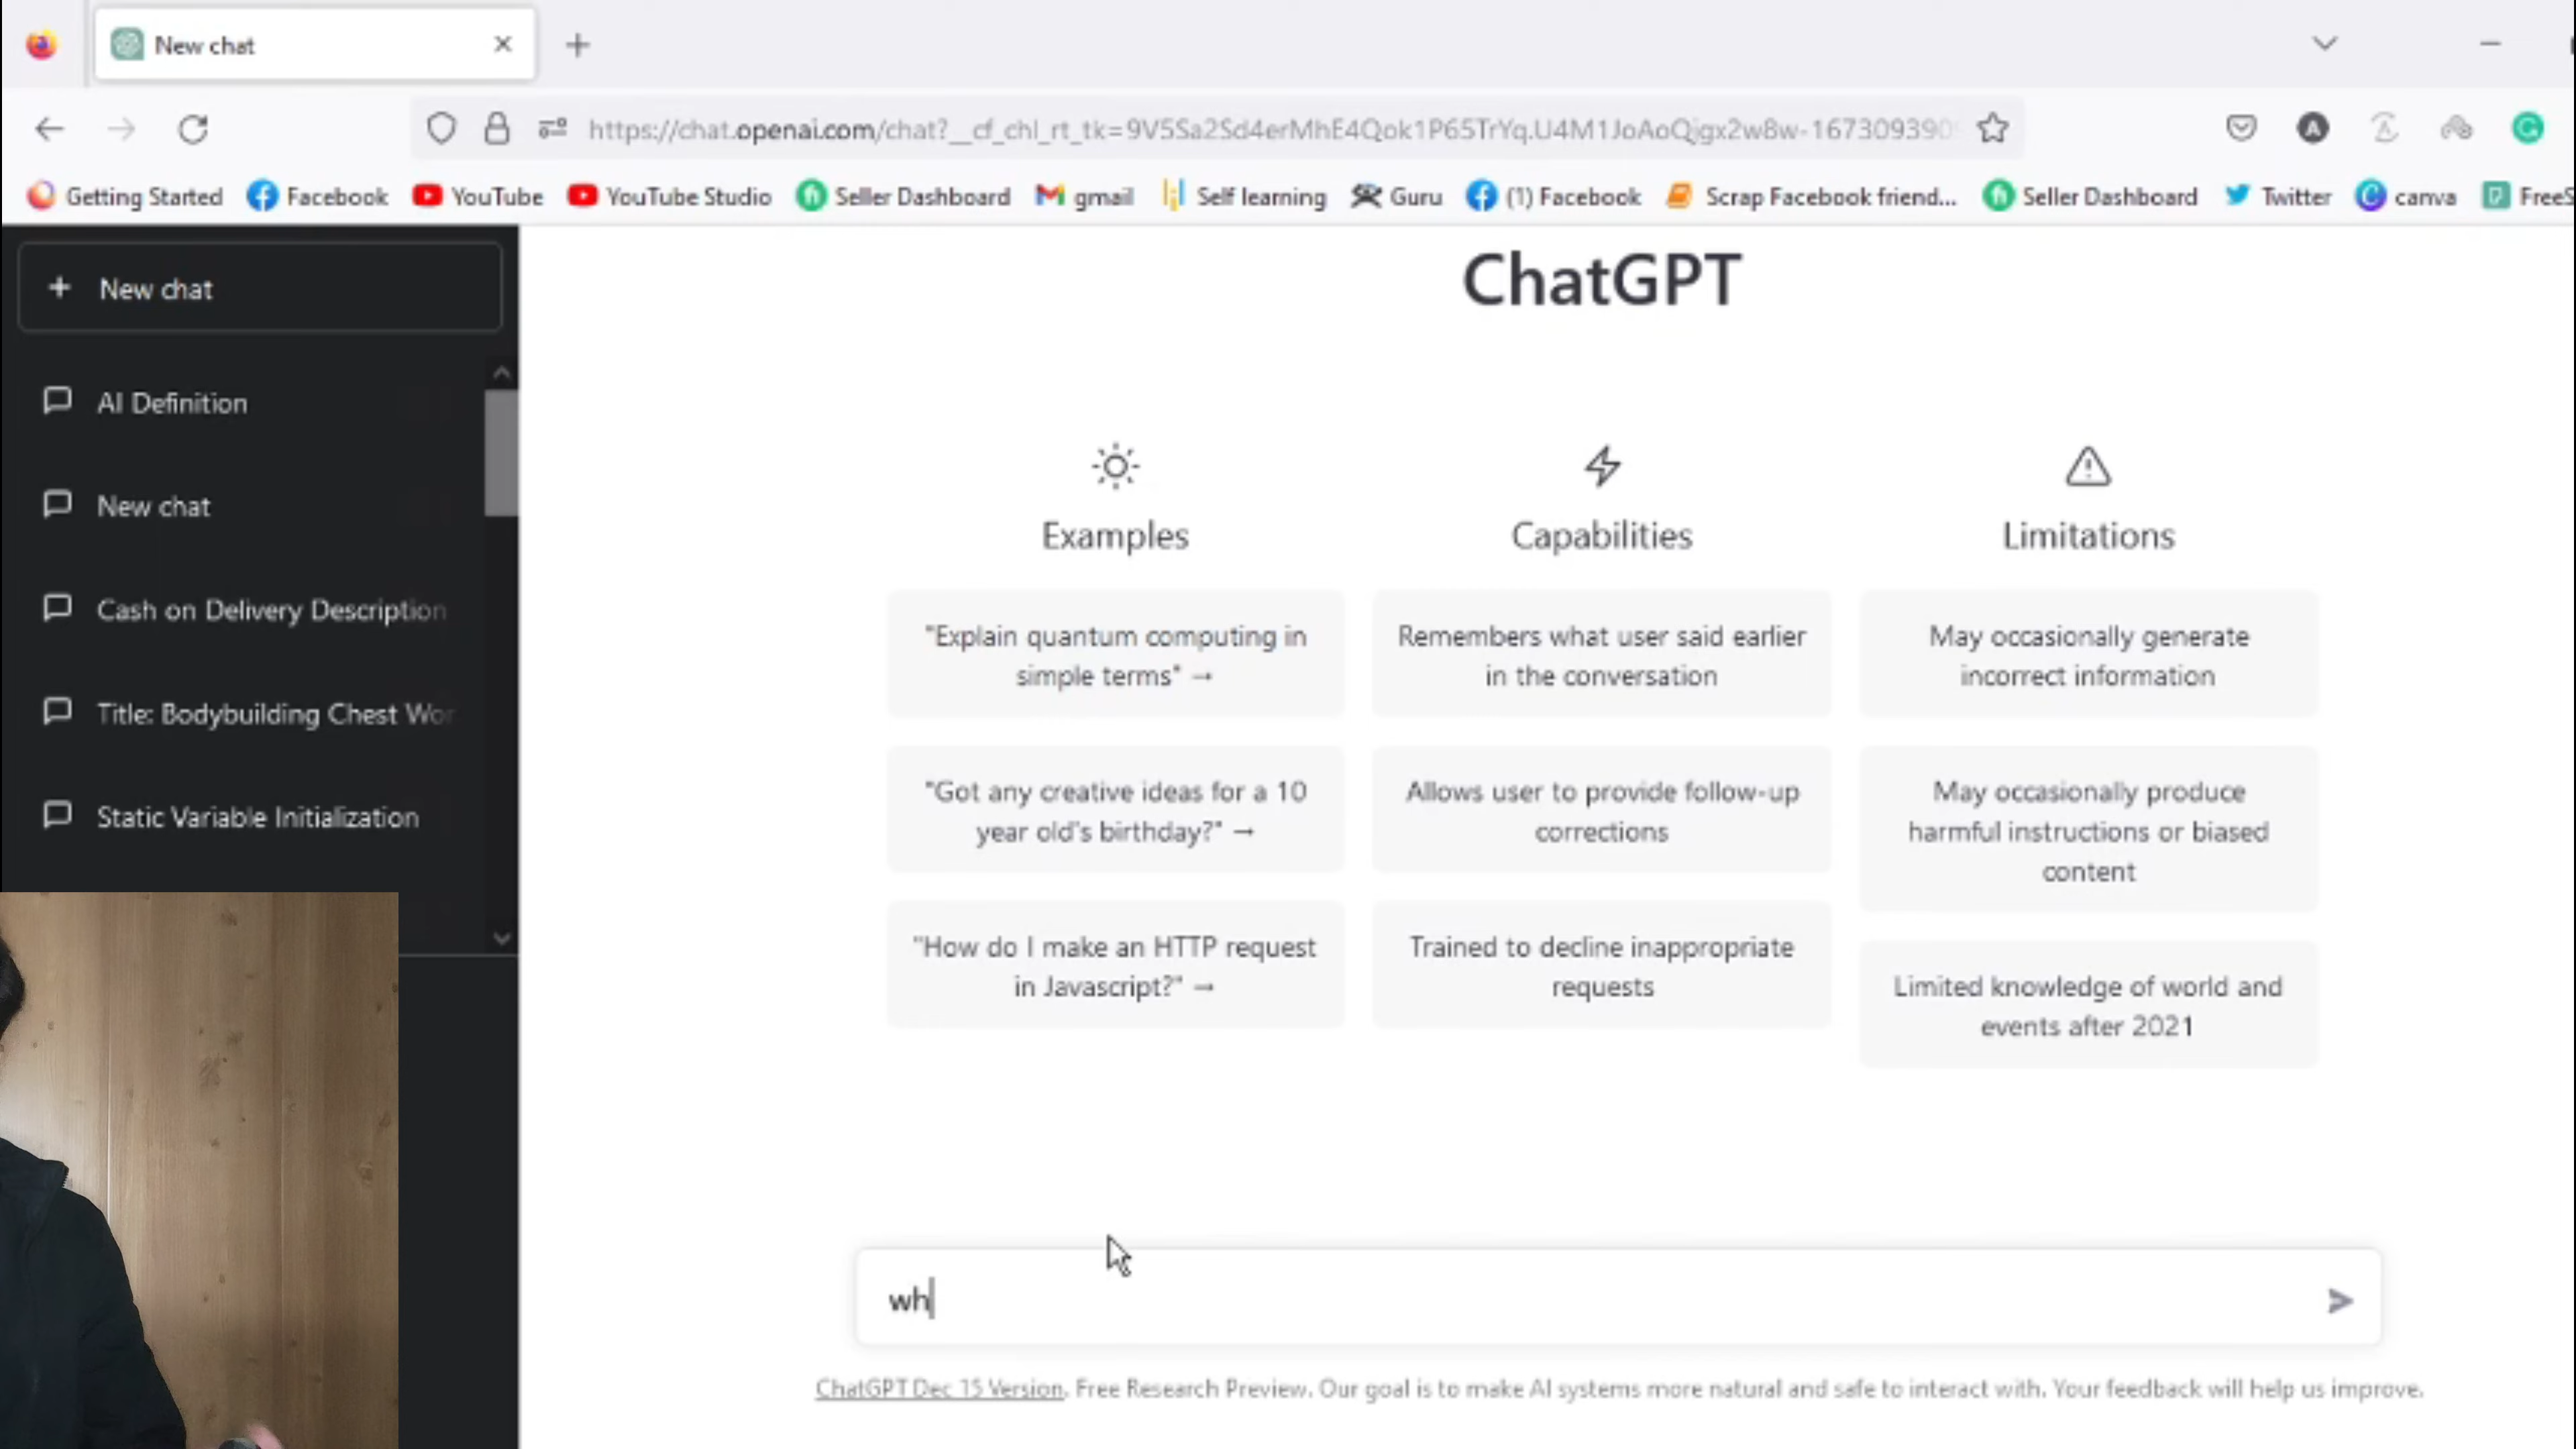 New chat
https://chat.openai.com/chat?__cf_chl_rt_tk=9V5Sa2Sd4erMhE4Qok1P65TrYq.U4M1JoAoQjgx2w8w-167309390
Getting Started Facebook YouTube YouTube Studio Seller Dashboard gmail Self learning Guru (1) Facebook Scrap Facebook friend... Seller Dashboard Twitter canva FreeS
New chat
AI Definition
New chat
Cash on Delivery Description
Title: Bodybuilding Chest Wor
Static Variable Initialization
ChatGPT
Examples
"Explain quantum computing in
simple terms" →
"Got any creative ideas for a 10
year old's birthday?" →
"How do I make an HTTP request
in Javascript?" →
Capabilities
Remembers what user said earlier
in the conversation
Allows user to provide follow-up
corrections
Trained to decline inappropriate
requests
Limitations
May occasionally generate
incorrect information
May occasionally produce
harmful instructions or biased
content
Limited knowledge of world and
events after 2021
wh
ChatGPT Dec 15 Version. Free Research Preview. Our goal is to make AI systems more natural and safe to interact with. Your feedback will help us improve.